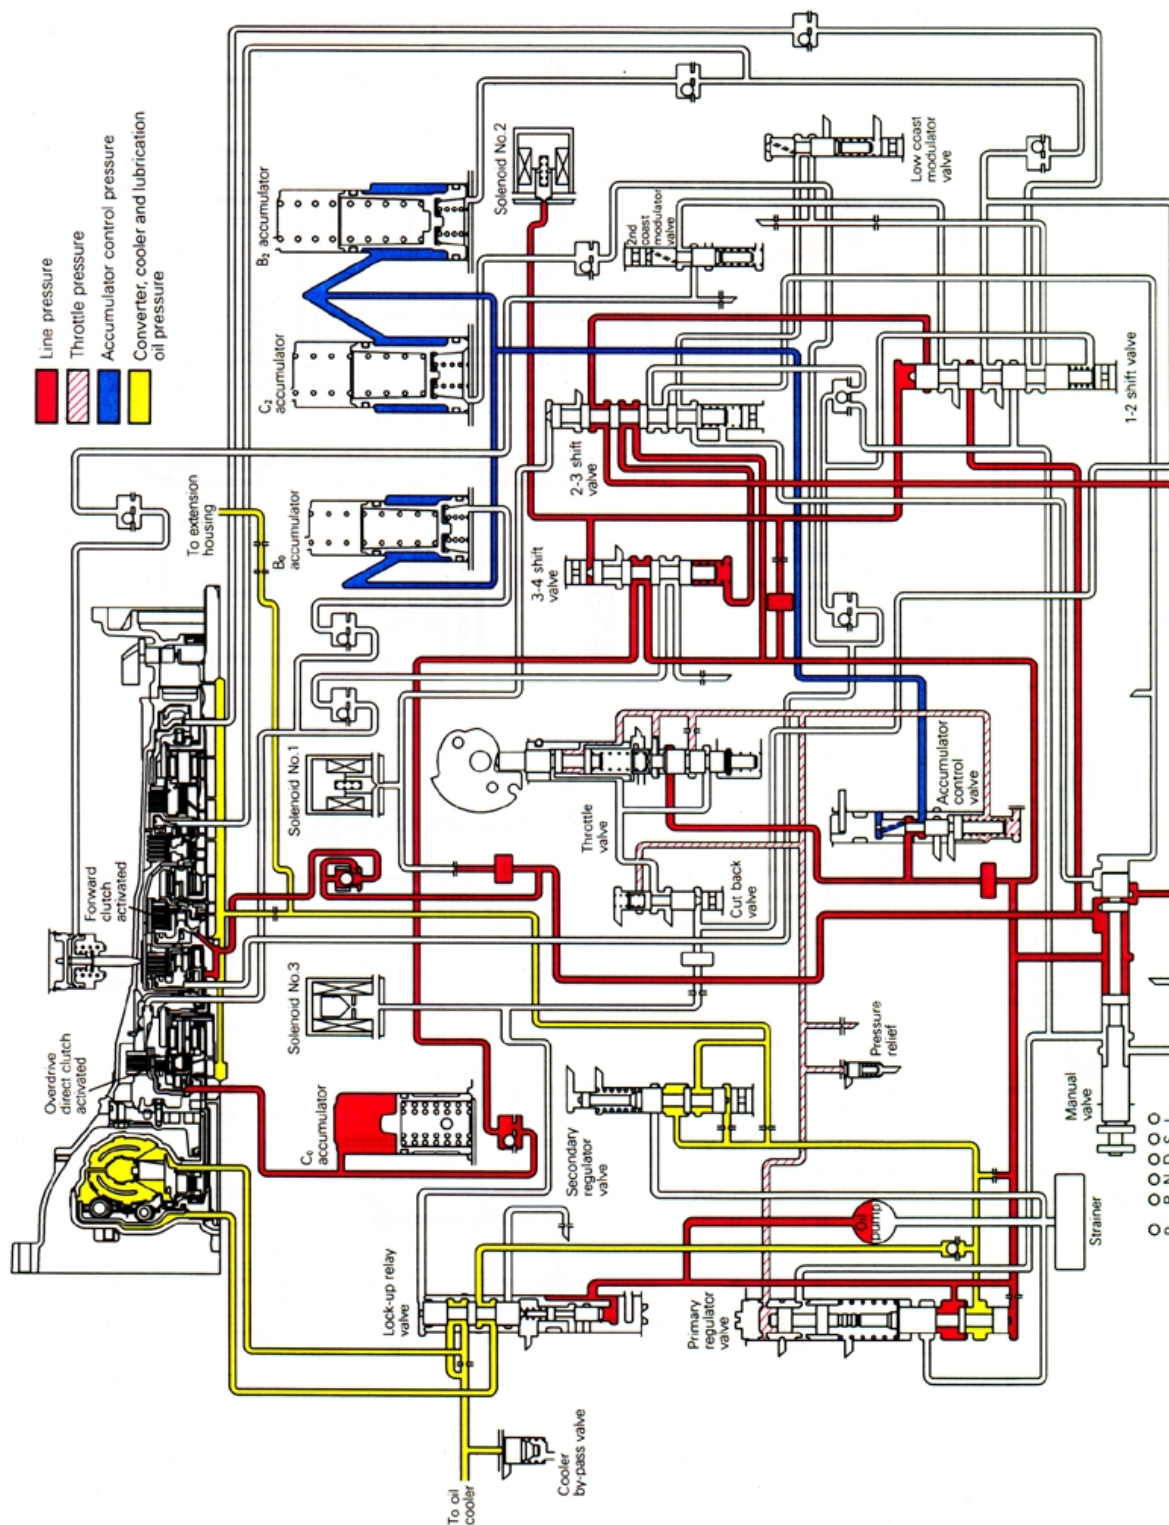 Line pressure
Throttle pressure
Accumulator control pressure
Converter, cooler and lubrication
oil pressure
Overdrive
direct clutch
activated
Forward
clutch
activated
To extension
housing
C₀
accumulator
B₀
accumulator
C₂
accumulator
B₂ accumulator
Solenoid No.3
Solenoid No.1
Solenoid No.2
To oil
cooler
Cooler
by-pass valve
Lock-up relay
valve
Secondary
regulator
valve
Cut back
valve
Throttle
valve
3-4 shift
valve
2-3 shift
valve
2nd
coast
modulator
valve
Low coast
modulator
valve
Primary
regulator
valve
Oil
pump
Pressure
relief
Accumulator
control
valve
1-2 shift valve
Strainer
Manual
valve
P R N D S L